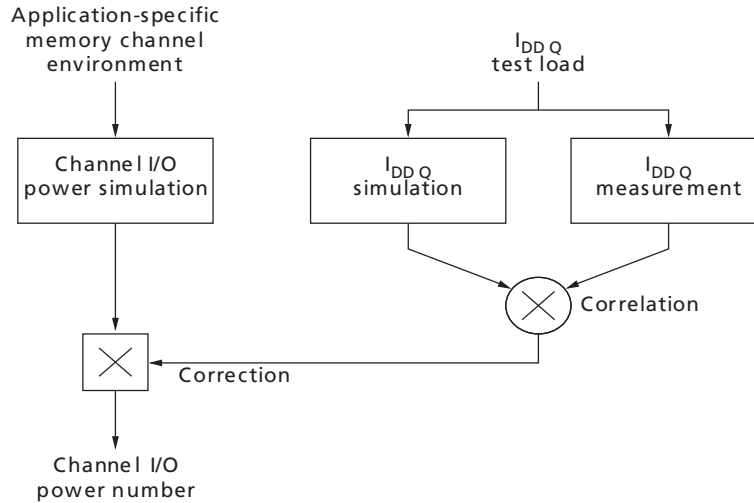 Application-specific
memory channel
environment
IDD Q
test load
Channel I/O
power simulation
IDD Q
simulation
IDD Q
measurement
Correlation
Correction
Channel I/O
power number